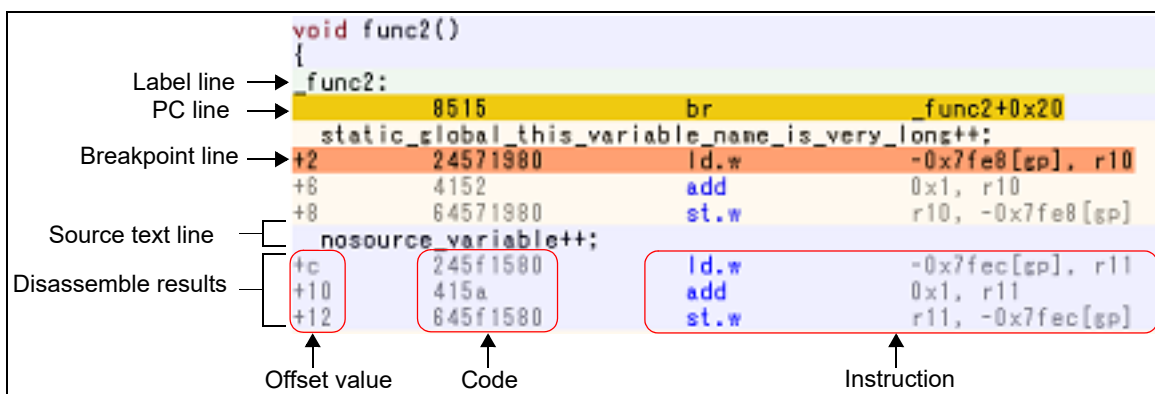 void func2()
{
Label line
_func2:
PC line
8515 br _func2+0x20
static_global_this_variable_name_is_very_long++;
Breakpoint line
+2 24571980 ld.w -0x7fe8[gp], r10
+6 4152 add 0x1, r10
+8 64571980 st.w r10, -0x7fe8[gp]
Source text line
nosource_variable++;
Disassemble results
+c 245f1580 ld.w -0x7fec[gp], r11
+10 415a add 0x1, r11
+12 645f1580 st.w r11, -0x7fec[gp]
Offset value Code Instruction